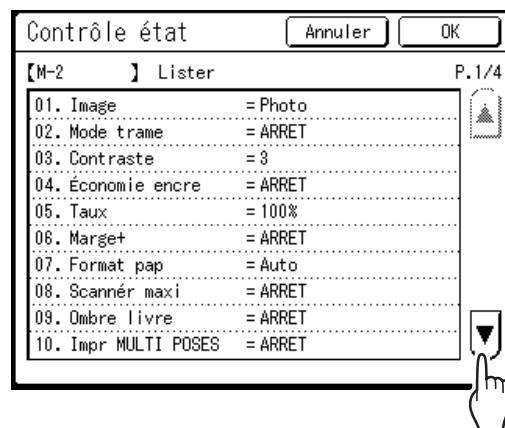 Contrôle état Annuler OK
【M-2 】 Lister P.1/4
01. Image = Photo
02. Mode trame = ARRET
03. Contraste = 3
04. Économie encre = ARRET
05. Taux = 100%
06. Marge+ = ARRET
07. Format pap = Auto
08. Scannér maxi = ARRET
09. Ombre livre = ARRET
10. Impr MULTI POSES = ARRET